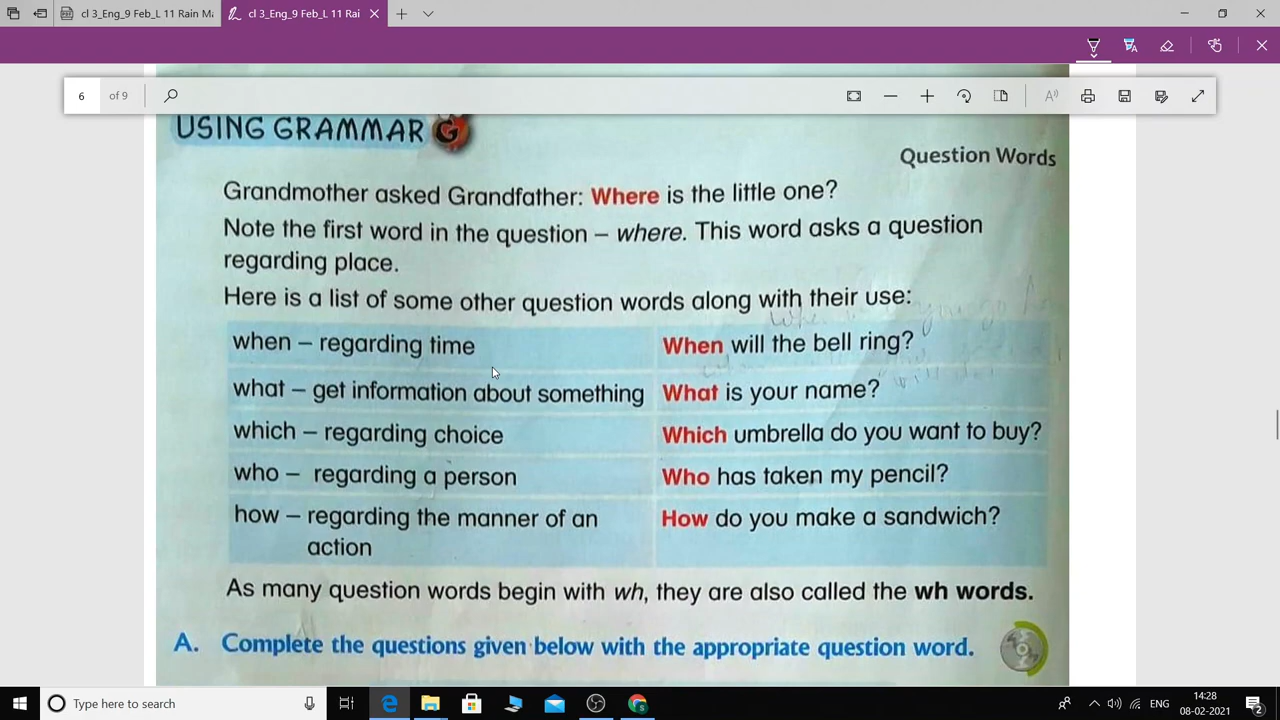 cl 3_Eng_9 Feb_L 11 Rain Ma
cl 3_Eng_9 Feb_L 11 Rai
6 of 9
USING GRAMMAR G
Question Words
Grandmother asked Grandfather: Where is the little one?
Note the first word in the question – where. This word asks a question
regarding place.
Here is a list of some other question words along with their use:
when – regarding time When will the bell ring?
what – get information about something What is your name?
which – regarding choice Which umbrella do you want to buy?
who – regarding a person Who has taken my pencil?
how – regarding the manner of an How do you make a sandwich?
action
As many question words begin with wh, they are also called the wh words.
A. Complete the questions given below with the appropriate question word.
Type here to search
ENG
14:28
08-02-2021
2